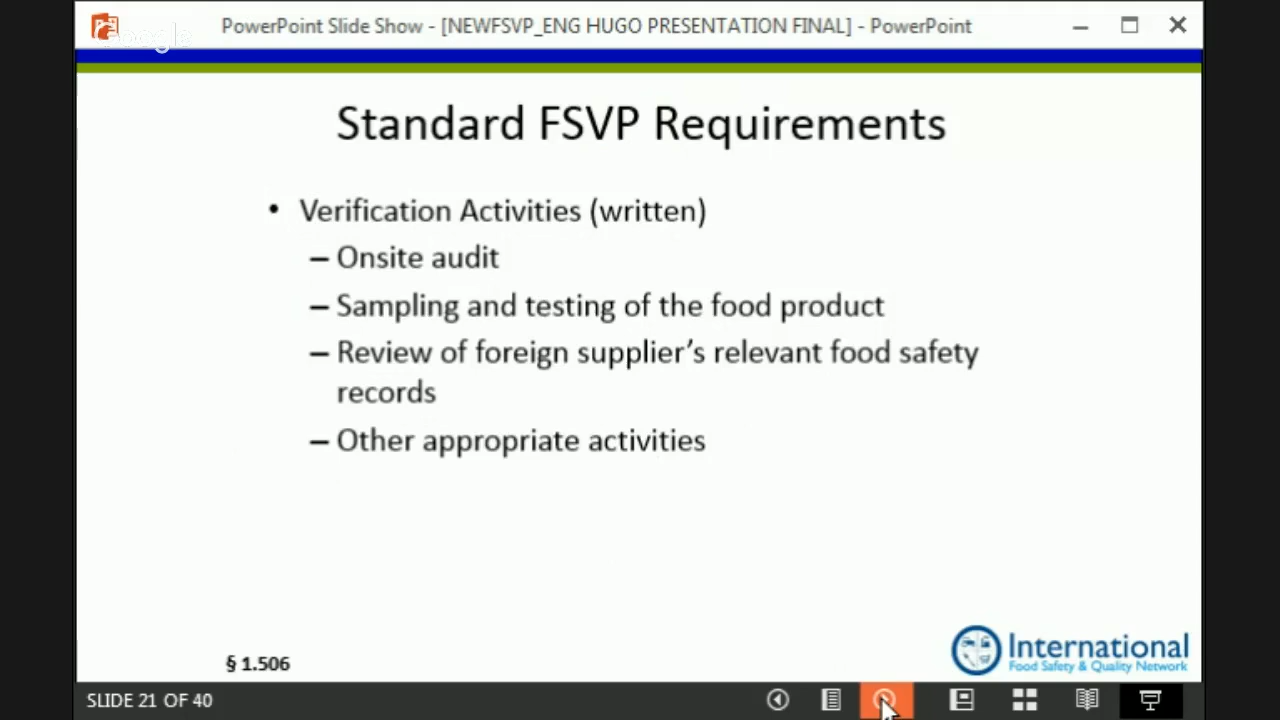 PowerPoint Slide Show - [NEWFSVP_ENG HUGO PRESENTATION FINAL] - PowerPoint
Google
Standard FSVP Requirements
• Verification Activities (written)
– Onsite audit
– Sampling and testing of the food product
– Review of foreign supplier’s relevant food safety
records
– Other appropriate activities
§ 1.506
International
Food Safety & Quality Network
SLIDE 21 OF 40